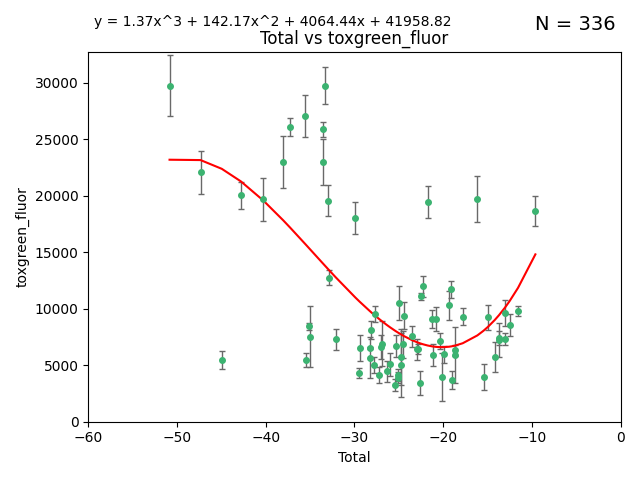 y = 1.37x^3 + 142.17x^2 + 4064.44x + 41958.82
N = 336
Total vs toxgreen_fluor
30000
25000
20000
15000
10000
5000
0
toxgreen_fluor
−60
−50
−40
−30
−20
−10
0
Total